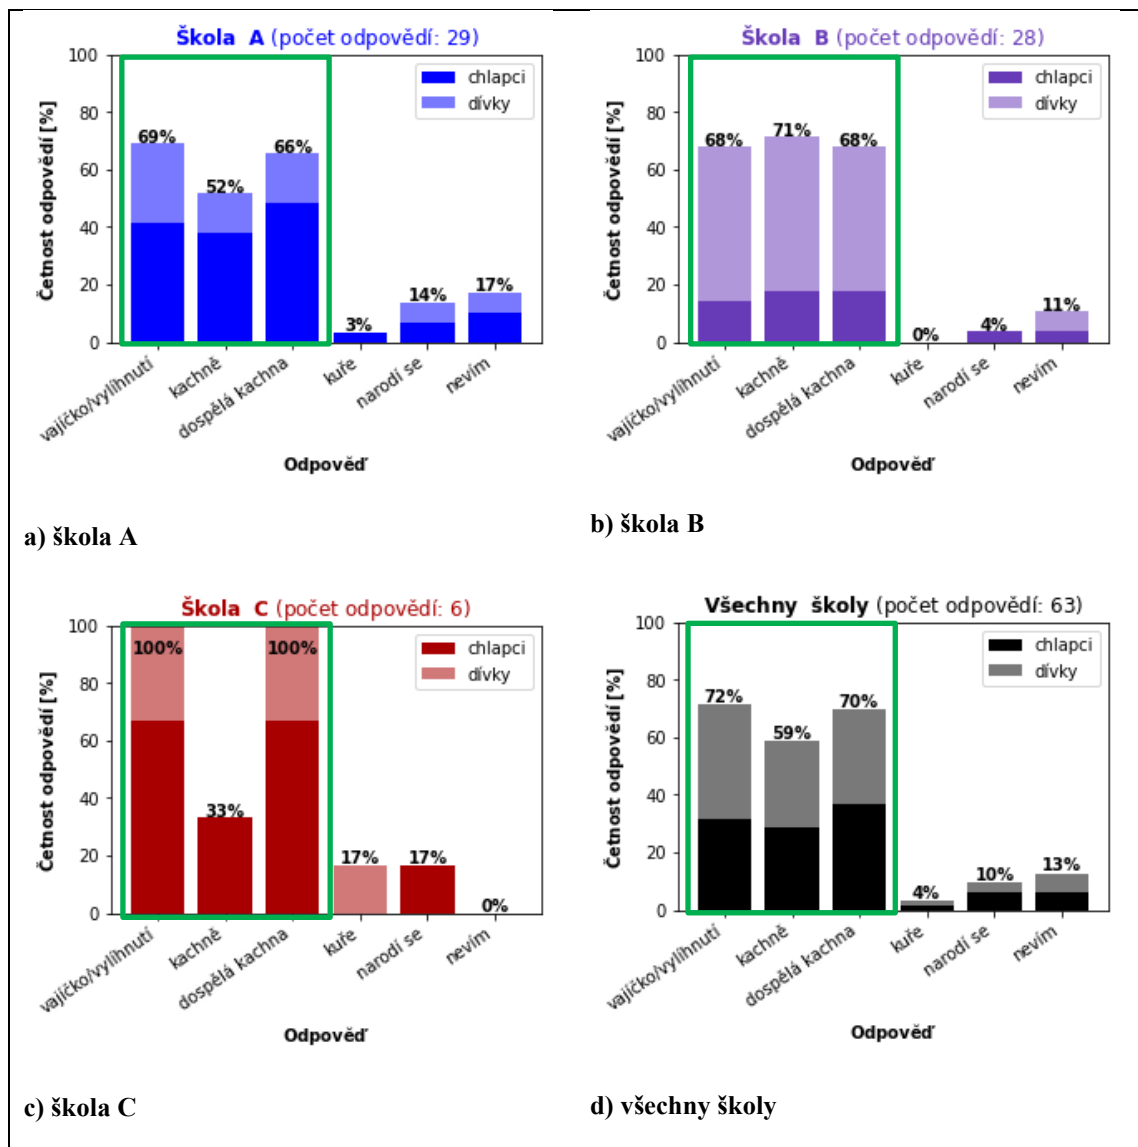 Škola A (počet odpovědí: 29)
Četnost odpovědí [%]
100
80
60
40
20
0
chlapci
dívky
69%
52%
66%
3%
14%
17%
vajíčko/vylíhnutí
kachně
dospělá kachna
kuře
narodí se
nevím
Odpověď
a) škola A
Škola B (počet odpovědí: 28)
Četnost odpovědí [%]
100
80
60
40
20
0
chlapci
dívky
68%
71%
68%
0%
4%
11%
vajíčko/vylíhnutí
kachně
dospělá kachna
kuře
narodí se
nevím
Odpověď
b) škola B
Škola C (počet odpovědí: 6)
Četnost odpovědí [%]
100
80
60
40
20
0
chlapci
dívky
100%
33%
100%
17%
17%
0%
vajíčko/vylíhnutí
kachně
dospělá kachna
kuře
narodí se
nevím
Odpověď
c) škola C
Všechny školy (počet odpovědí: 63)
Četnost odpovědí [%]
100
80
60
40
20
0
chlapci
dívky
72%
59%
70%
4%
10%
13%
vajíčko/vylíhnutí
kachně
dospělá kachna
kuře
narodí se
nevím
Odpověď
d) všechny školy